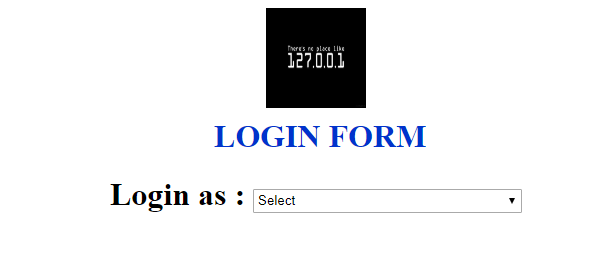 There's no place like
127.0.0.1
LOGIN FORM
Login as : Select